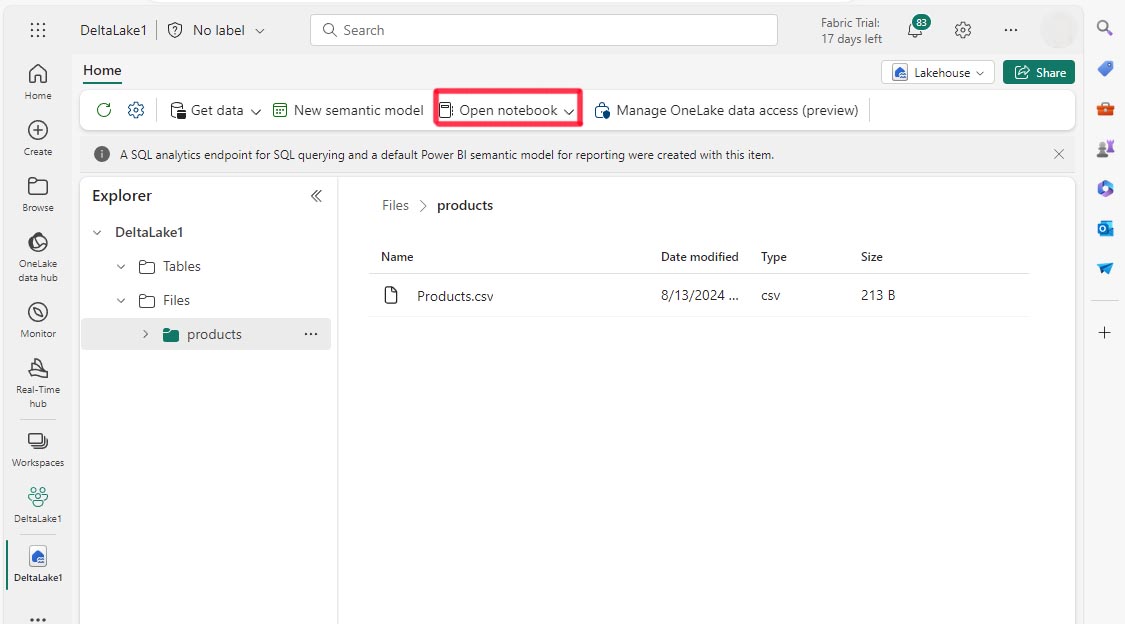 DeltaLake1
No label
Search
Fabric Trial:
17 days left
83
Home
Lakehouse
Share
Get data
New semantic model
Open notebook
Manage OneLake data access (preview)
A SQL analytics endpoint for SQL querying and a default Power BI semantic model for reporting were created with this item.
Home
Create
Browse
OneLake
data hub
Monitor
Real-Time
hub
Workspaces
DeltaLake1
DeltaLake1
Explorer
DeltaLake1
Tables
Files
products
Files > products
Name Date modified Type Size
Products.csv 8/13/2024 ... csv 213 B